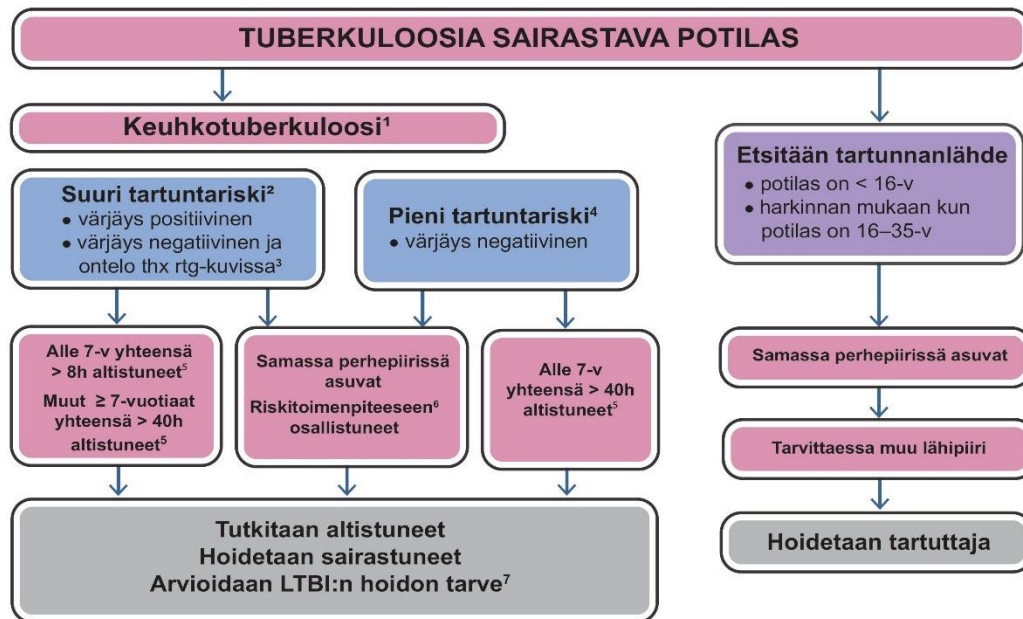 TUBERKULOOSIA SAIRASTAVA POTILAS
Keuhkotuberkuloosi¹
Suuri tartuntariski²
• värjäys positiivinen
• värjäys negatiivinen ja
ontelo thx rtg-kuvissa³
Pieni tartuntariski⁴
• värjäys negatiivinen
Alle 7-v yhteensä
> 8h altistuneet⁵
Muut ≥ 7-vuotiaat
yhteensä > 40h
altistuneet⁵
Samassa perhepiirissä
asuvat
Riskitoimenpiteeseen⁶
osallistuneet
Alle 7-v
yhteensä > 40h
altistuneet⁵
Tutkitaan altistuneet
Hoidetaan sairastuneet
Arvioidaan LTBI:n hoidon tarve⁷
Etsitään tartunnanlähde
• potilas on < 16-v
• harkinnan mukaan kun
potilas on 16–35-v
Samassa perhepiirissä asuvat
Tarvittaessa muu lähipiiri
Hoidetaan tartuttaja